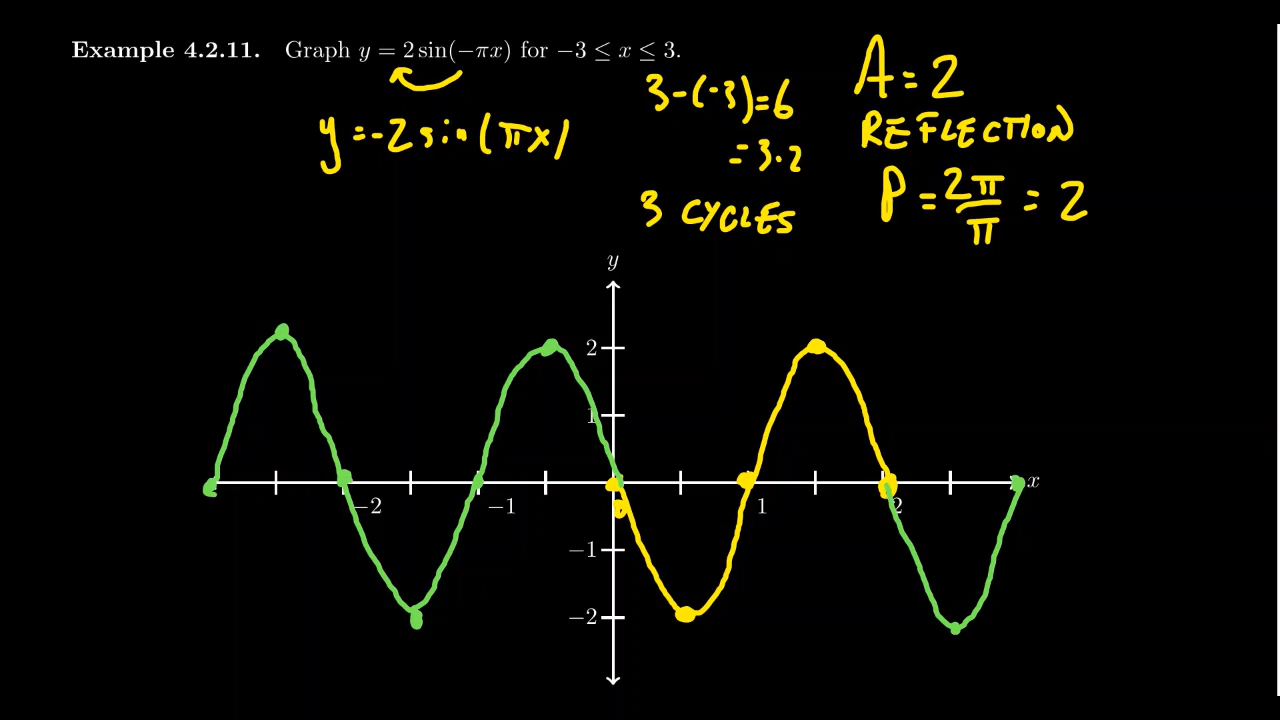 Example 4.2.11. Graph y = 2 sin(−πx) for −3 ≤ x ≤ 3.
y = -2 sin(πx)
3-(-3)=6
= 3·2
3 CYCLES
A = 2
REFLECTION
P = 2π/π = 2
y
2
1
x
−2 −1 0 1 2
−1
−2